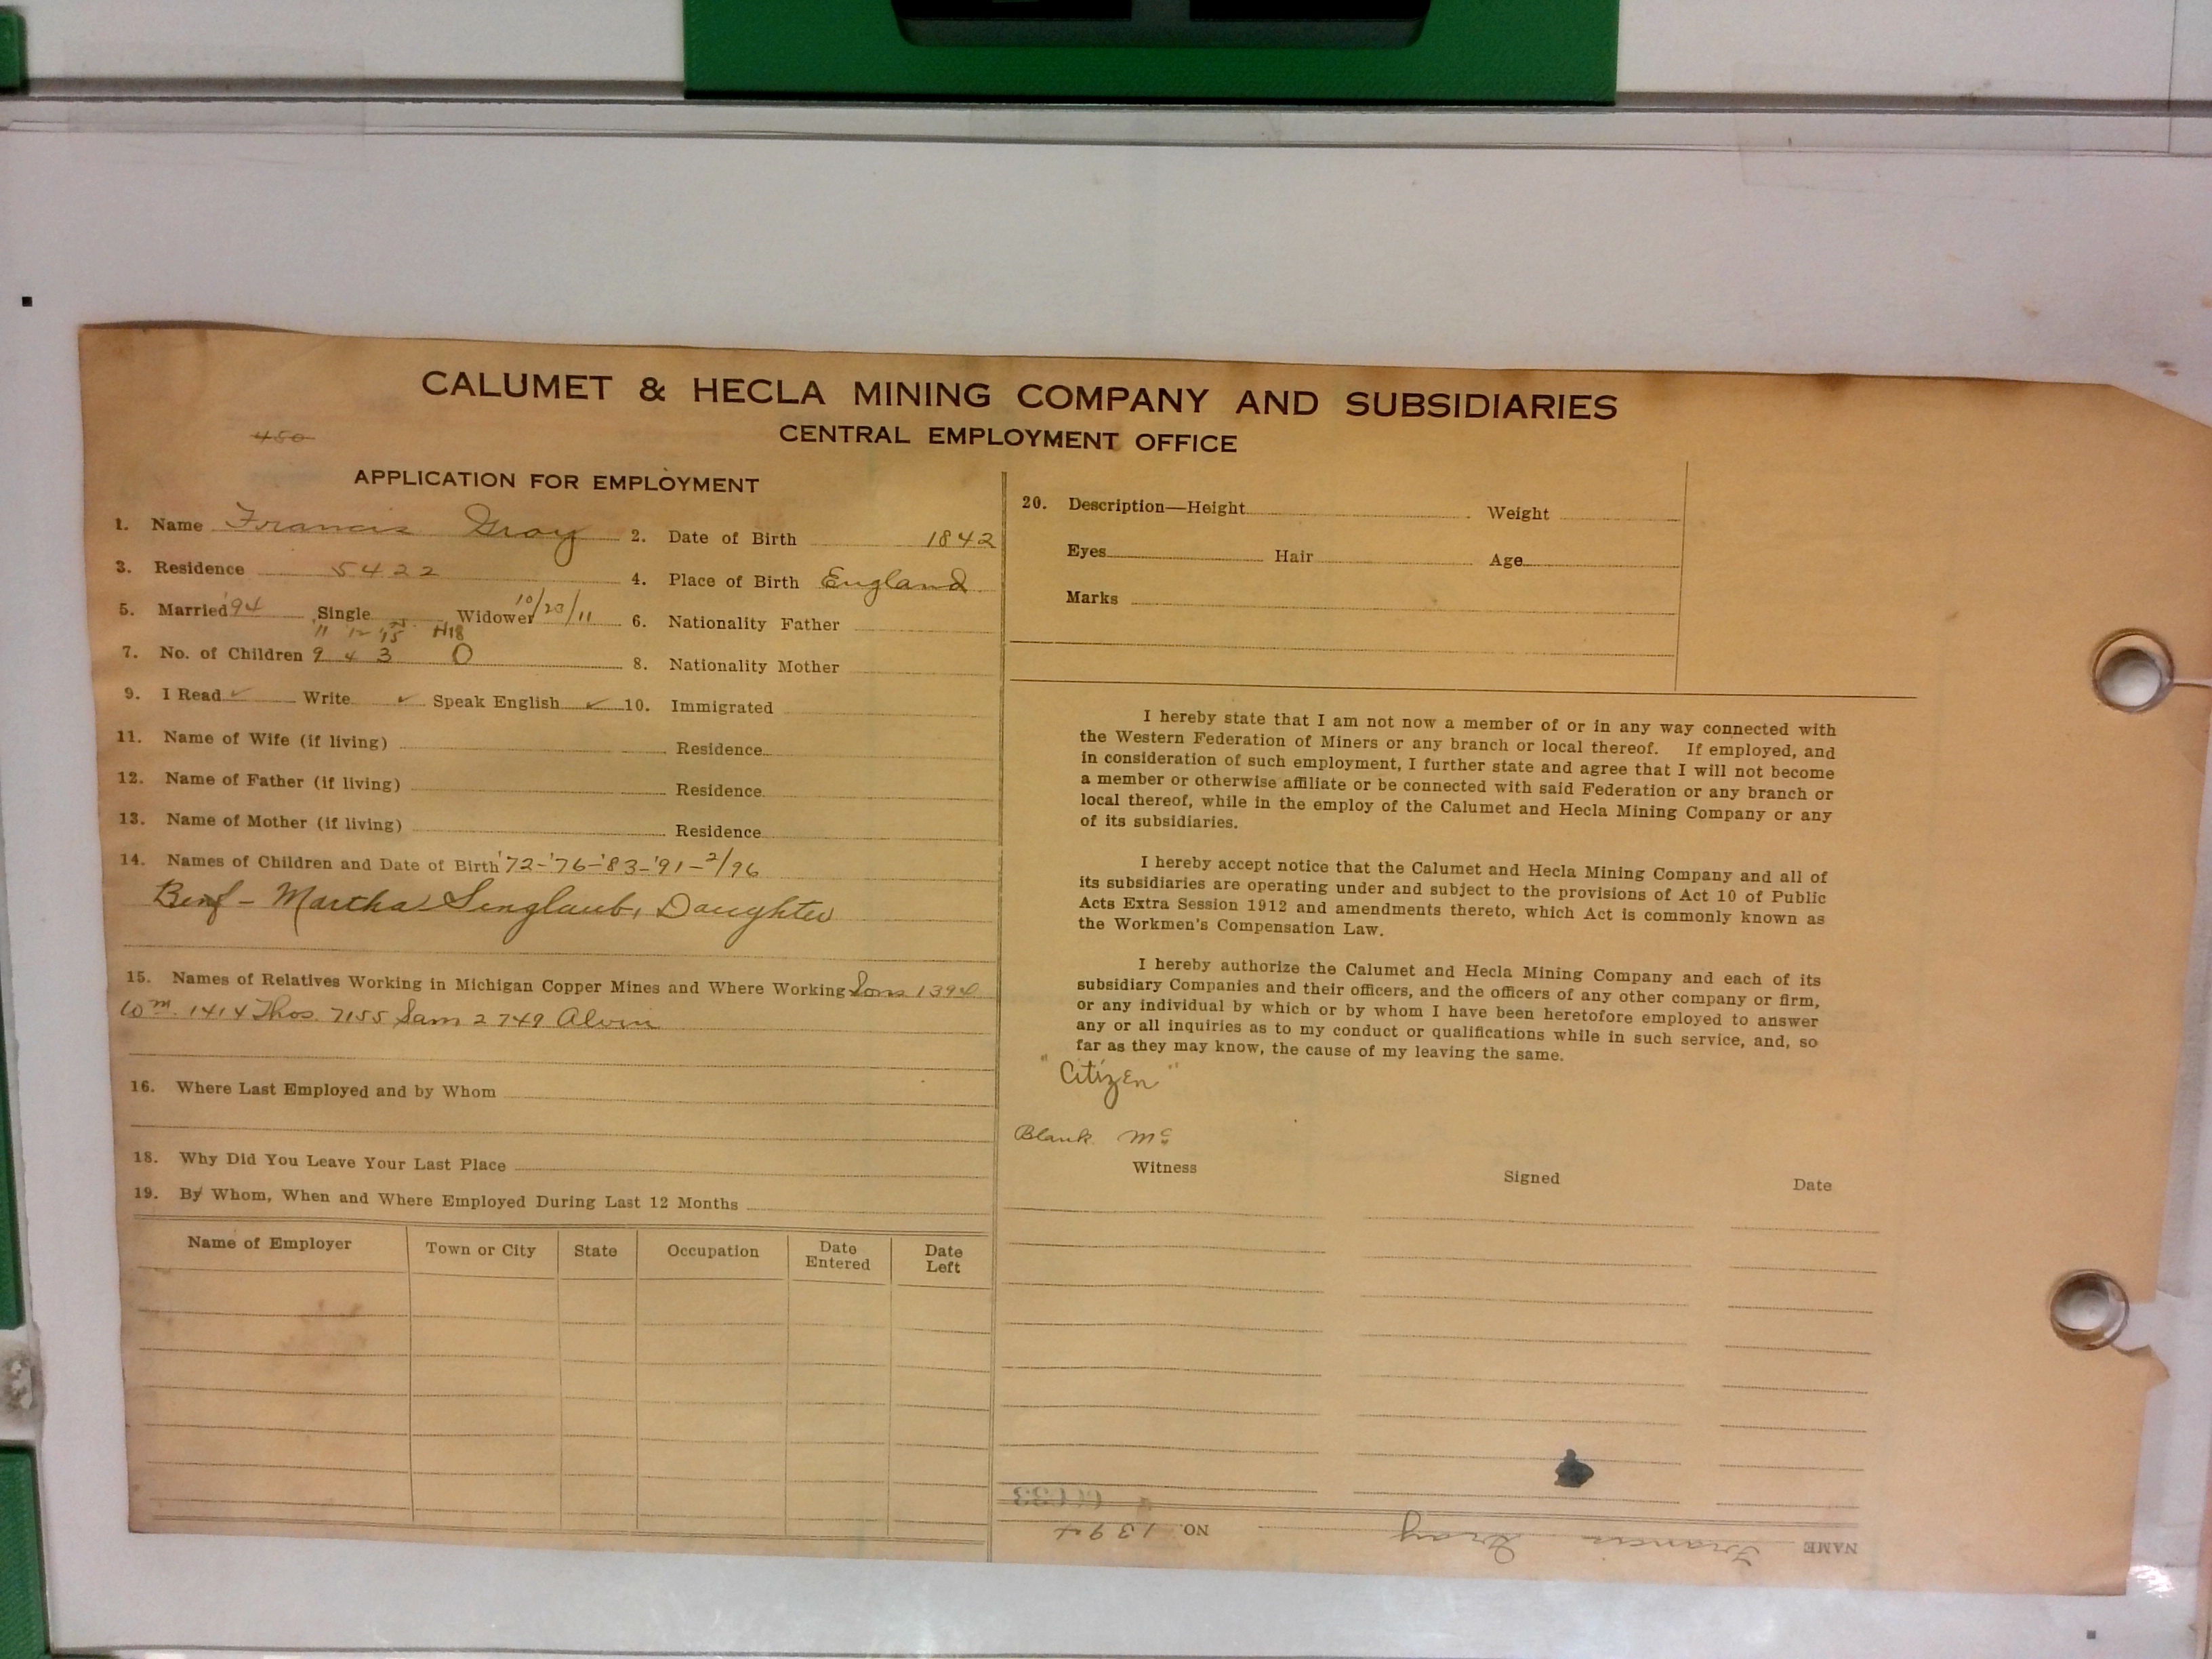 CALUMET & HECLA MINING COMPANY AND SUBSIDIARIES
CENTRAL EMPLOYMENT OFFICE
450
APPLICATION FOR EMPLOYMENT
1. Name Francis Gray 2. Date of Birth 1842
3. Residence 5422 4. Place of Birth England
5. Married '94 Single Widower 10/23/11 6. Nationality Father
'11 '12 '15 H18
7. No. of Children 9 4 3 0 8. Nationality Mother
9. I Read ✓ Write ✓ Speak English ✓ 10. Immigrated
11. Name of Wife (if living) Residence
12. Name of Father (if living) Residence
13. Name of Mother (if living) Residence
14. Names of Children and Date of Birth '72-'76-'83-'91-2/96
Benf - Martha Senglaub, Daughter
15. Names of Relatives Working in Michigan Copper Mines and Where Working Sons 1394
Wm. 1414 Thos. 7155 Sam 2749 Alvin
16. Where Last Employed and by Whom
18. Why Did You Leave Your Last Place
19. By Whom, When and Where Employed During Last 12 Months
Name of Employer Town or City State Occupation Date Entered Date Left
20. Description—Height Weight
Eyes Hair Age
Marks
I hereby state that I am not now a member of or in any way connected with
the Western Federation of Miners or any branch or local thereof. If employed, and
in consideration of such employment, I further state and agree that I will not become
a member or otherwise affiliate or be connected with said Federation or any branch or
local thereof, while in the employ of the Calumet and Hecla Mining Company or any
of its subsidiaries.
I hereby accept notice that the Calumet and Hecla Mining Company and all of
its subsidiaries are operating under and subject to the provisions of Act 10 of Public
Acts Extra Session 1912 and amendments thereto, which Act is commonly known as
the Workmen's Compensation Law.
I hereby authorize the Calumet and Hecla Mining Company and each of its
subsidiary Companies and their officers, and the officers of any other company or firm,
or any individual by which or by whom I have been heretofore employed to answer
any or all inquiries as to my conduct or qualifications while in such service, and, so
far as they may know, the cause of my leaving the same.
"Citizen"
Blank Mc
Witness Signed Date
NAME Francis Gray NO. 1394